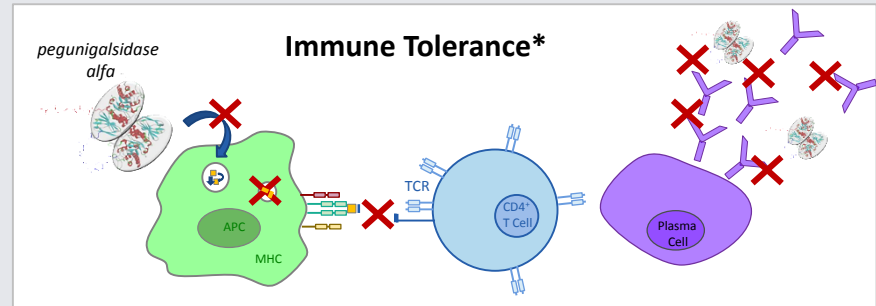 Immune Tolerance*
pegunigalsidase
alfa
TCR
CD4⁺
T Cell
APC
MHC
Plasma
Cell